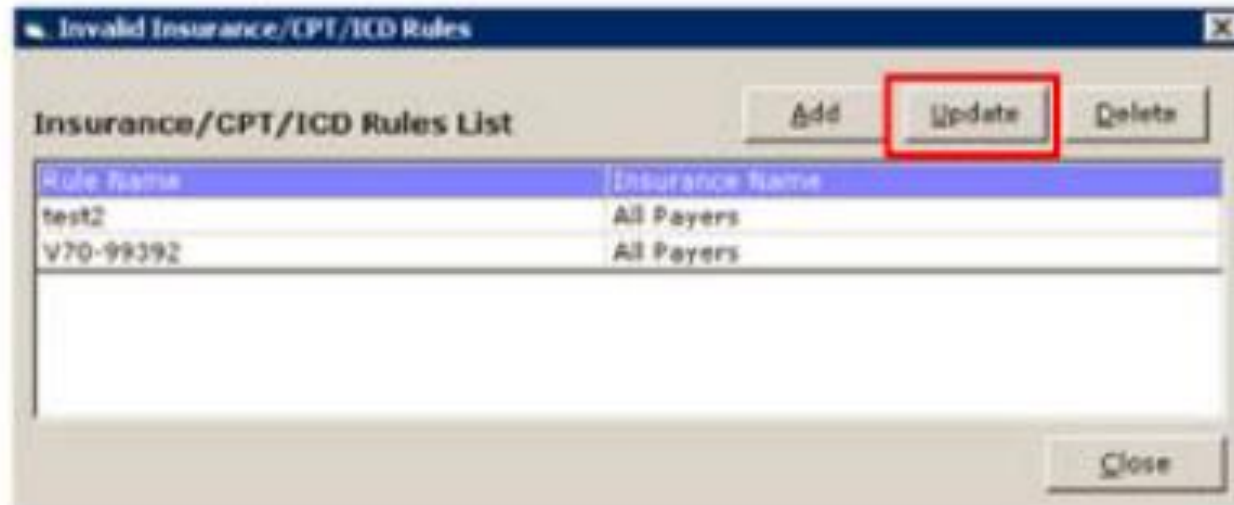 Invalid Insurance/CPT/ICD Rules
Insurance/CPT/ICD Rules List Add Update Delete
Rule Name Insurance Name
test2 All Payers
V70-99392 All Payers
Close